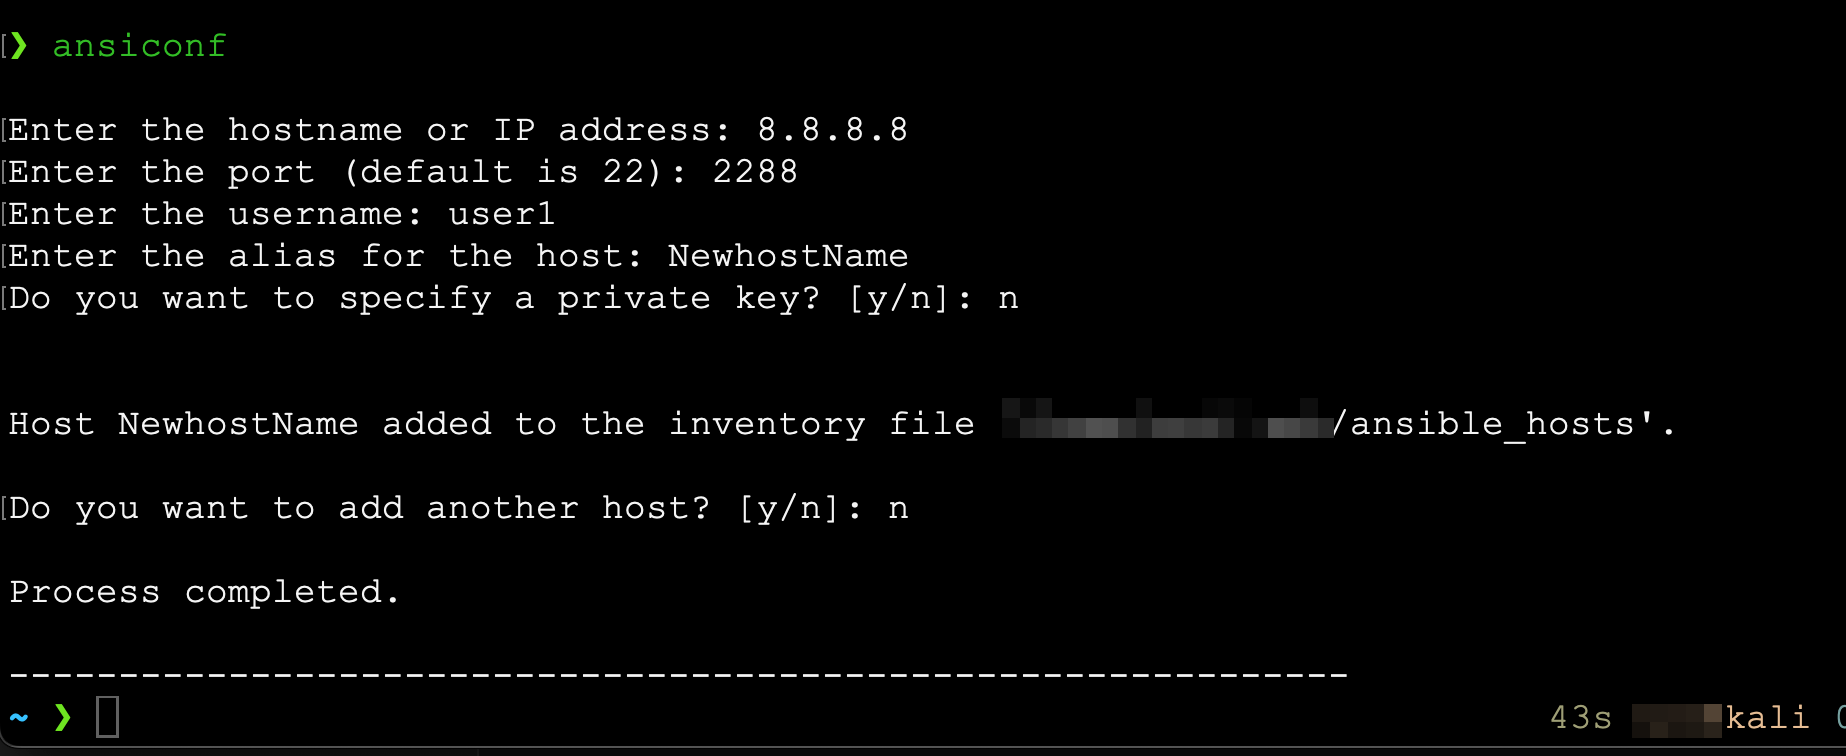 ❯ ansiconf
Enter the hostname or IP address: 8.8.8.8
Enter the port (default is 22): 2288
Enter the username: user1
Enter the alias for the host: NewhostName
Do you want to specify a private key? [y/n]: n
Host NewhostName added to the inventory file /ansible_hosts'.
Do you want to add another host? [y/n]: n
Process completed.
-------------------------------------------------------------
~ ❯ 43s kali